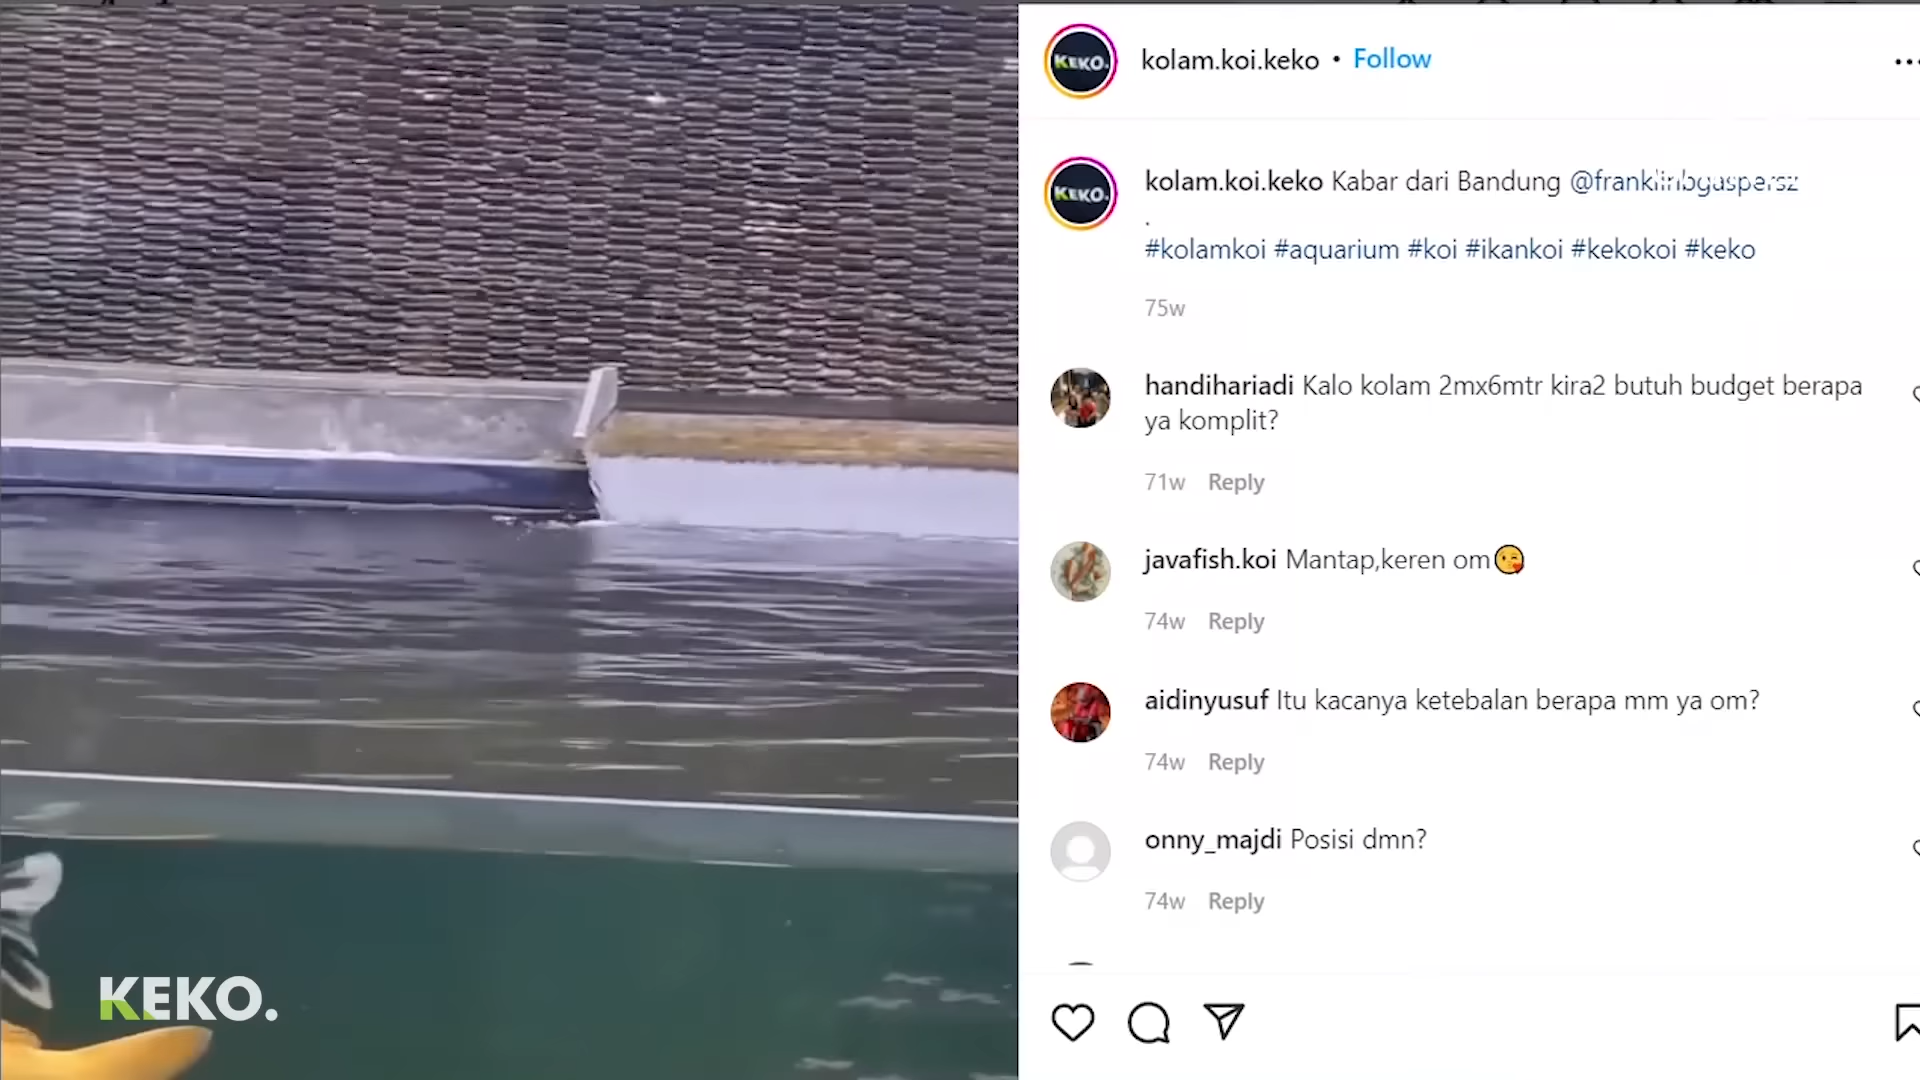 KEKO.
kolam.koi.keko • Follow
KEKO.
kolam.koi.keko Kabar dari Bandung @franklinbgaspersz
.
#kolamkoi #aquarium #koi #ikankoi #kekokoi #keko
75w
handihariadi Kalo kolam 2mx6mtr kira2 butuh budget berapa
ya komplit?
71w Reply
javafish.koi Mantap,keren om😘
74w Reply
aidinyusuf Itu kacanya ketebalan berapa mm ya om?
74w Reply
onny_majdi Posisi dmn?
74w Reply
KEKO.